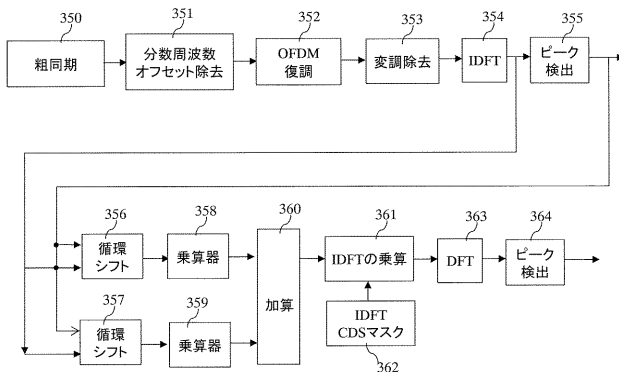 350
351
352
353
354
355
粗同期
分数周波数
オフセット除去
OFDM
復調
変調除去
IDFT
ピーク
検出
356
358
360
361
363
364
循環
シフト
乗算器
加算
IDFTの乗算
DFT
ピーク
検出
357
359
循環
シフト
乗算器
IDFT
CDSマスク
362